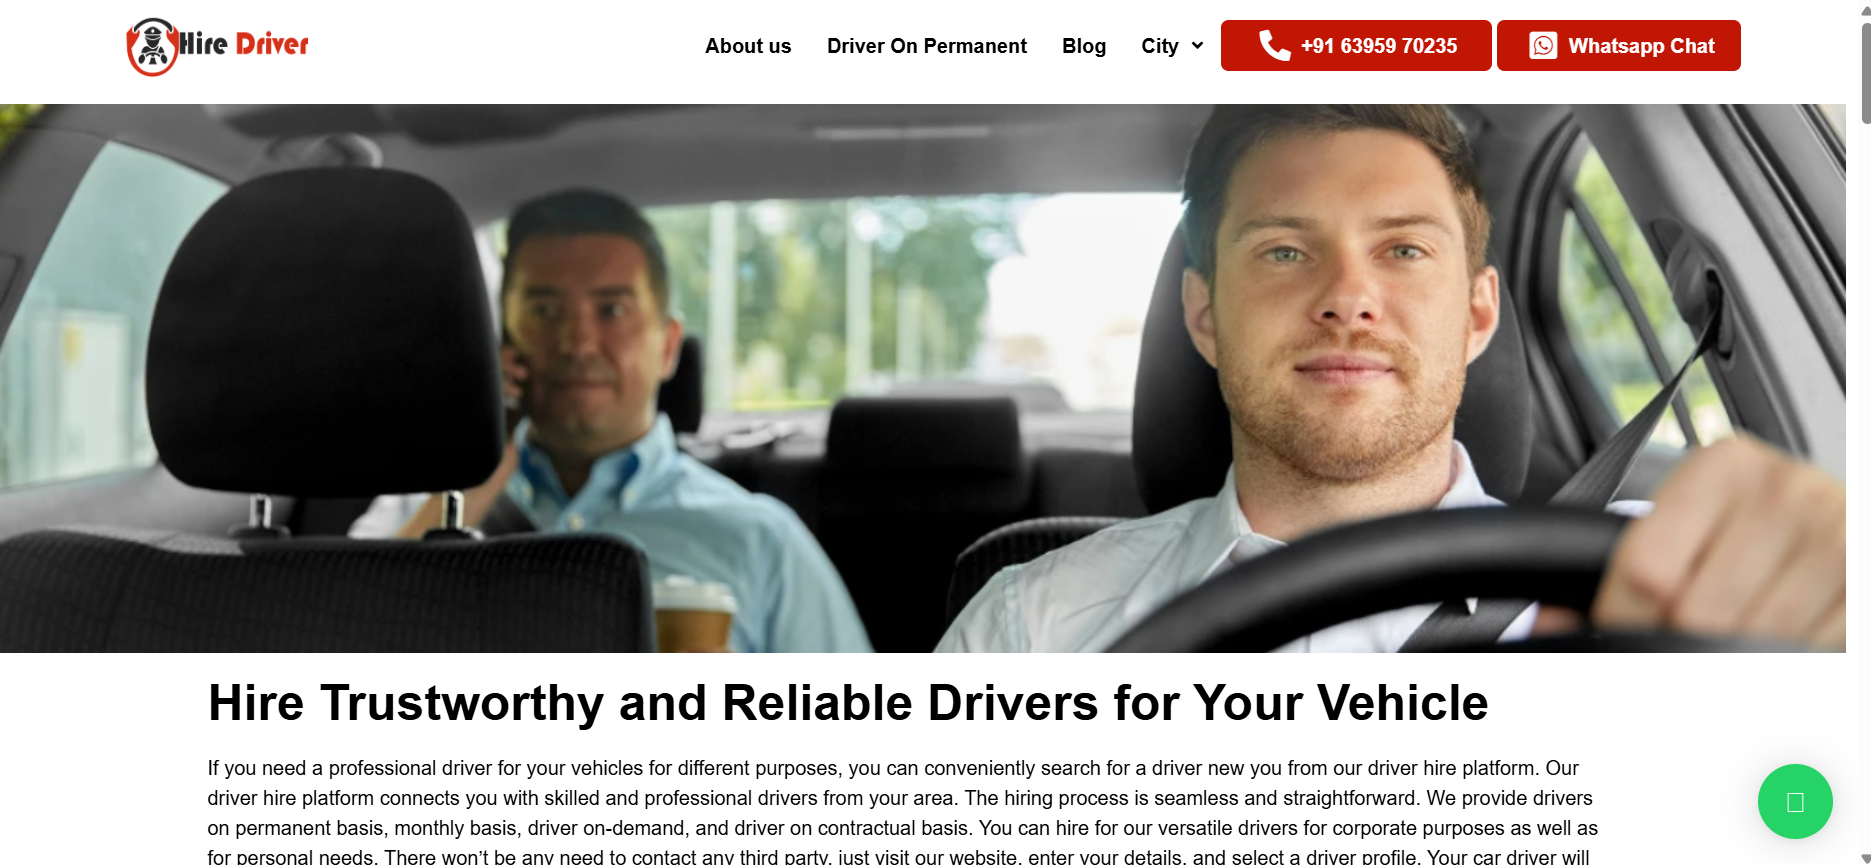 Hire Driver
About us
Driver On Permanent
Blog
City
+91 63959 70235
Whatsapp Chat
Hire Trustworthy and Reliable Drivers for Your Vehicle
If you need a professional driver for your vehicles for different purposes, you can conveniently search for a driver new you from our driver hire platform. Our
driver hire platform connects you with skilled and professional drivers from your area. The hiring process is seamless and straightforward. We provide drivers
on permanent basis, monthly basis, driver on-demand, and driver on contractual basis. You can hire for our versatile drivers for corporate purposes as well as
for personal needs. There won’t be any need to contact any third party, just visit our website, enter your details, and select a driver profile. Your car driver will